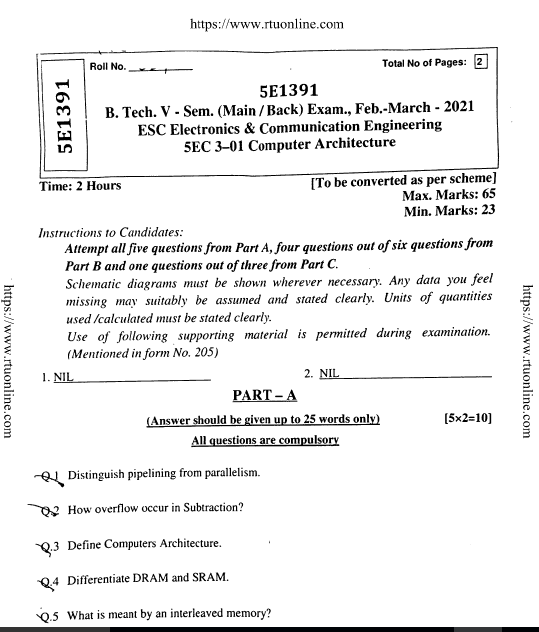 https://www.rtuonline.com
Roll No.
Total No of Pages: 2
5E1391
5E1391
B. Tech. V - Sem. (Main / Back) Exam., Feb.-March - 2021
ESC Electronics & Communication Engineering
5EC 3–01 Computer Architecture
Time: 2 Hours
[To be converted as per scheme]
Max. Marks: 65
Min. Marks: 23
Instructions to Candidates:
Attempt all five questions from Part A, four questions out of six questions from
Part B and one questions out of three from Part C.
Schematic diagrams must be shown wherever necessary. Any data you feel
missing may suitably be assumed and stated clearly. Units of quantities
used /calculated must be stated clearly.
Use of following supporting material is permitted during examination.
(Mentioned in form No. 205)
1. NIL
2. NIL
PART – A
(Answer should be given up to 25 words only)
[5×2=10]
All questions are compulsory
Q.1 Distinguish pipelining from parallelism.
Q.2 How overflow occur in Subtraction?
Q.3 Define Computers Architecture.
Q.4 Differentiate DRAM and SRAM.
Q.5 What is meant by an interleaved memory?
https://www.rtuonline.com
https://www.rtuonline.com